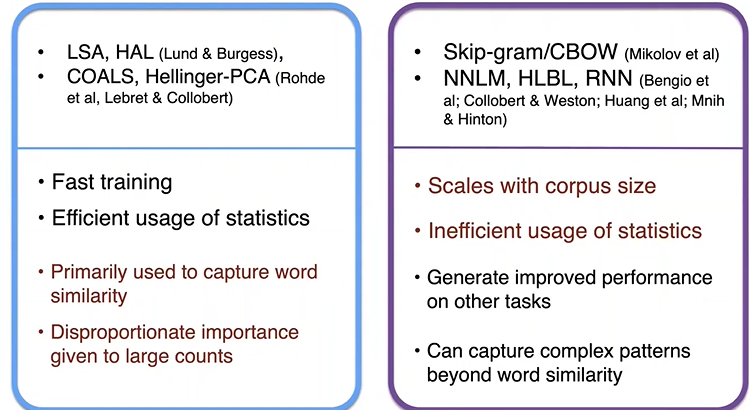 • LSA, HAL (Lund & Burgess),
• COALS, Hellinger-PCA (Rohde
et al, Lebret & Collobert)
• Fast training
• Efficient usage of statistics
• Primarily used to capture word
similarity
• Disproportionate importance
given to large counts
• Skip-gram/CBOW (Mikolov et al)
• NNLM, HLBL, RNN (Bengio et
al; Collobert & Weston; Huang et al; Mnih
& Hinton)
• Scales with corpus size
• Inefficient usage of statistics
• Generate improved performance
on other tasks
• Can capture complex patterns
beyond word similarity